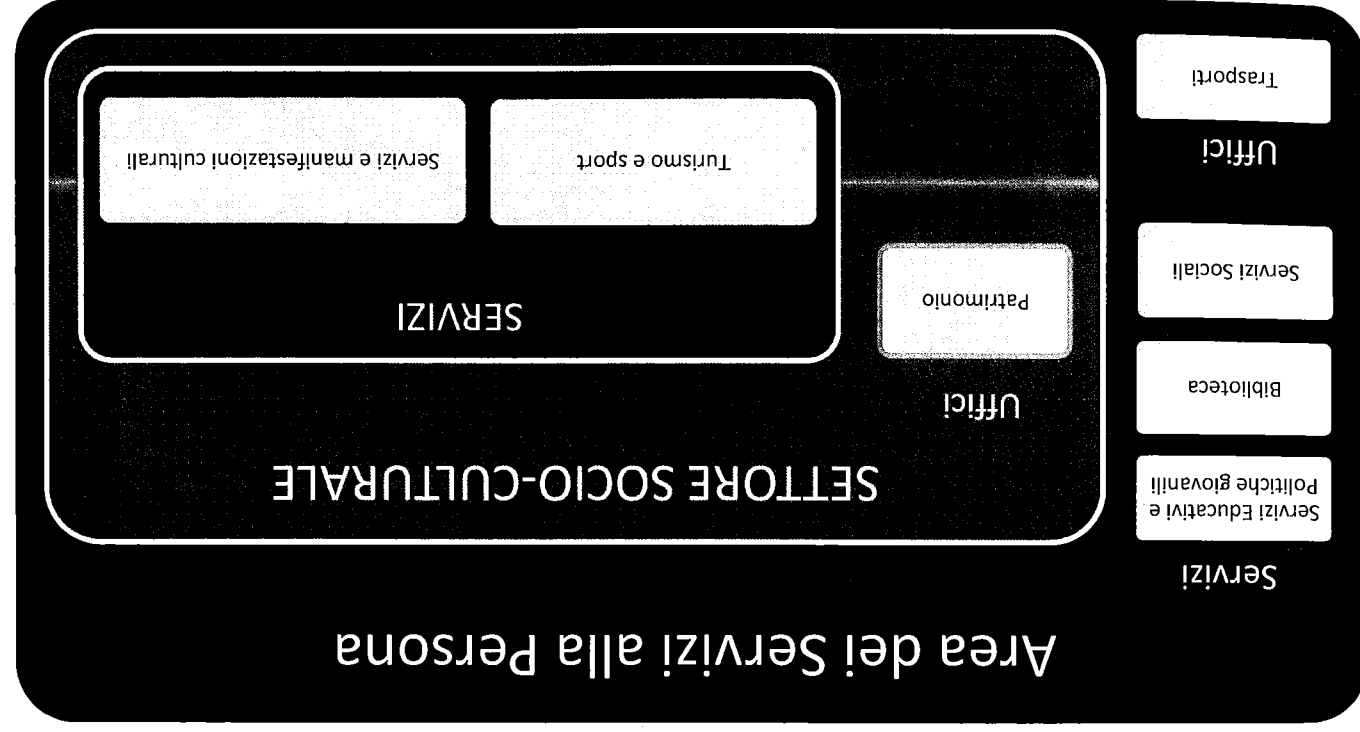 Area dei Servizi alla Persona
Servizi
Servizi Educativi e
Politiche giovanili
Biblioteca
Servizi Sociali
Uffici
Trasporti
SETTORE SOCIO-CULTURALE
Uffici
Patrimonio
SERVIZI
Turismo e sport
Servizi e manifestazioni culturali